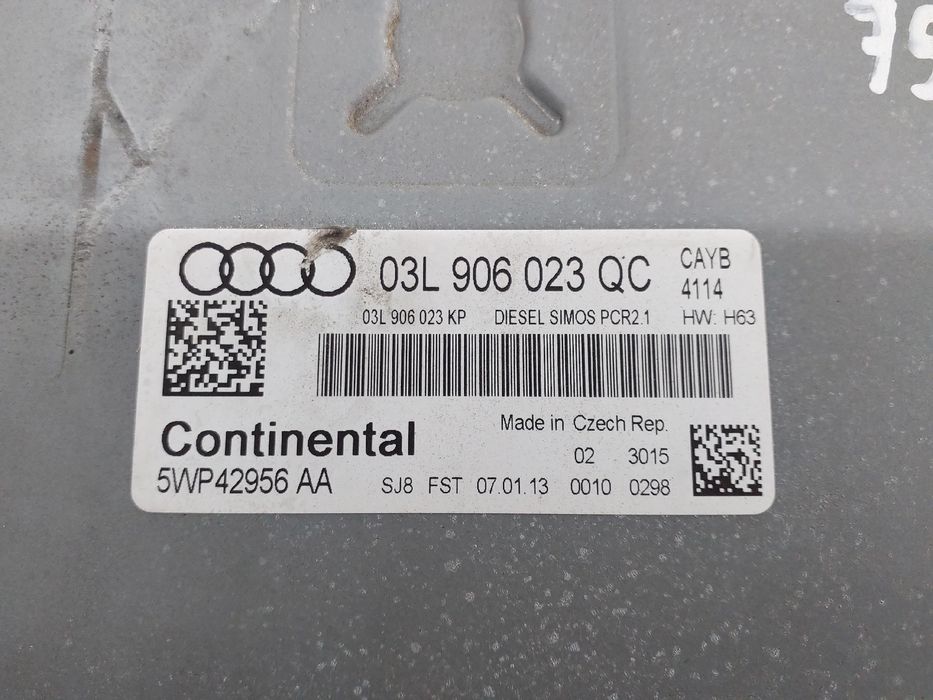 75
03L 906 023 QC
CAYB
4114
03L 906 023 KP DIESEL SIMOS PCR2.1 HW: H63
Continental
Made in Czech Rep.
02 3015
5WP42956 AA
SJ8 FST 07.01.13 0010 0298